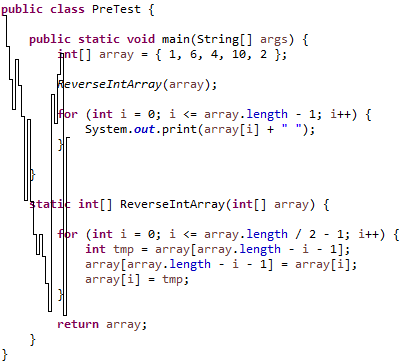 public class PreTest {
public static void main(String[] args) {
int[] array = { 1, 6, 4, 10, 2 };
ReverseIntArray(array);
for (int i = 0; i <= array.length - 1; i++) {
System.out.print(array[i] + " ");
}
}
static int[] ReverseIntArray(int[] array) {
for (int i = 0; i <= array.length / 2 - 1; i++) {
int tmp = array[array.length - i - 1];
array[array.length - i - 1] = array[i];
array[i] = tmp;
}
return array;
}
}